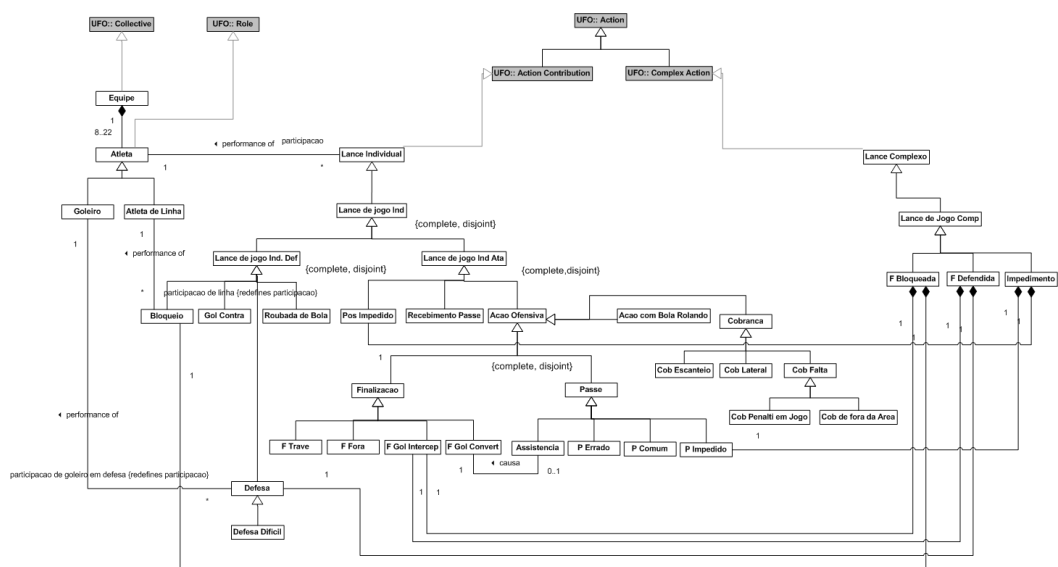 UFO:: Collective
UFO:: Role
UFO:: Action
UFO:: Action Contribution
UFO:: Complex Action
Equipe
1
8..22
Atleta
1
◄ performance of
participacao
*
Lance Individual
Lance Complexo
Goleiro
Atleta de Linha
Lance de jogo Ind
Lance de Jogo Comp
{complete, disjoint}
1
1
◄ performance of
Lance de jogo Ind. Def
Lance de jogo Ind Ata
{complete, disjoint}
{complete,disjoint}
F Bloqueada
F Defendida
Impedimento
* participacao de linha {redefines participacao}
Bloqueio
Gol Contra
Roubada de Bola
Pos Impedido
Recebimento Passe
Acao Ofensiva
Acao com Bola Rolando
Cobranca
1
1
1
1
1
1
1
1
{complete, disjoint}
Cob Escanteio
Cob Lateral
Cob Falta
Finalizacao
Passe
◄ performance of
Cob Penalti em Jogo
Cob de fora da Area
F Trave
F Fora
F Gol Intercep
F Gol Convert
Assistencia
P Errado
P Comum
P Impedido
1
◄ causa
1
0..1
participacao de goleiro em defesa {redefines participacao}
1
Defesa
*
1
1
Defesa Dificil